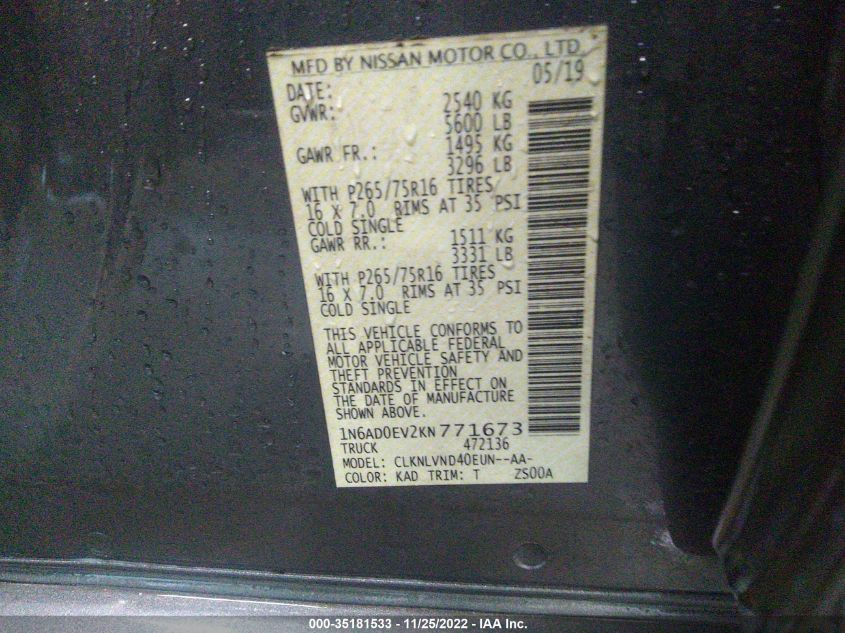 MFD BY NISSAN MOTOR CO., LTD
DATE: 05/19
GVWR: 2540 KG
5600 LB
GAWR FR.: 1495 KG
3296 LB
WITH P265/75R16 TIRES
16 X 7.0 RIMS AT 35 PSI
COLD SINGLE
GAWR RR.: 1511 KG
3331 LB
WITH P265/75R16 TIRES
16 X 7.0 RIMS AT 35 PSI
COLD SINGLE
THIS VEHICLE CONFORMS TO
ALL APPLICABLE FEDERAL
MOTOR VEHICLE SAFETY AND
THEFT PREVENTION
STANDARDS IN EFFECT ON
THE DATE OF MANUFACTURE
SHOWN ABOVE.
1N6AD0EV2KN771673
TRUCK 472136
MODEL: CLKNLVND40EUN--AA-
COLOR: KAD TRIM: T ZS00A
000-35181533 - 11/25/2022 - IAA Inc.